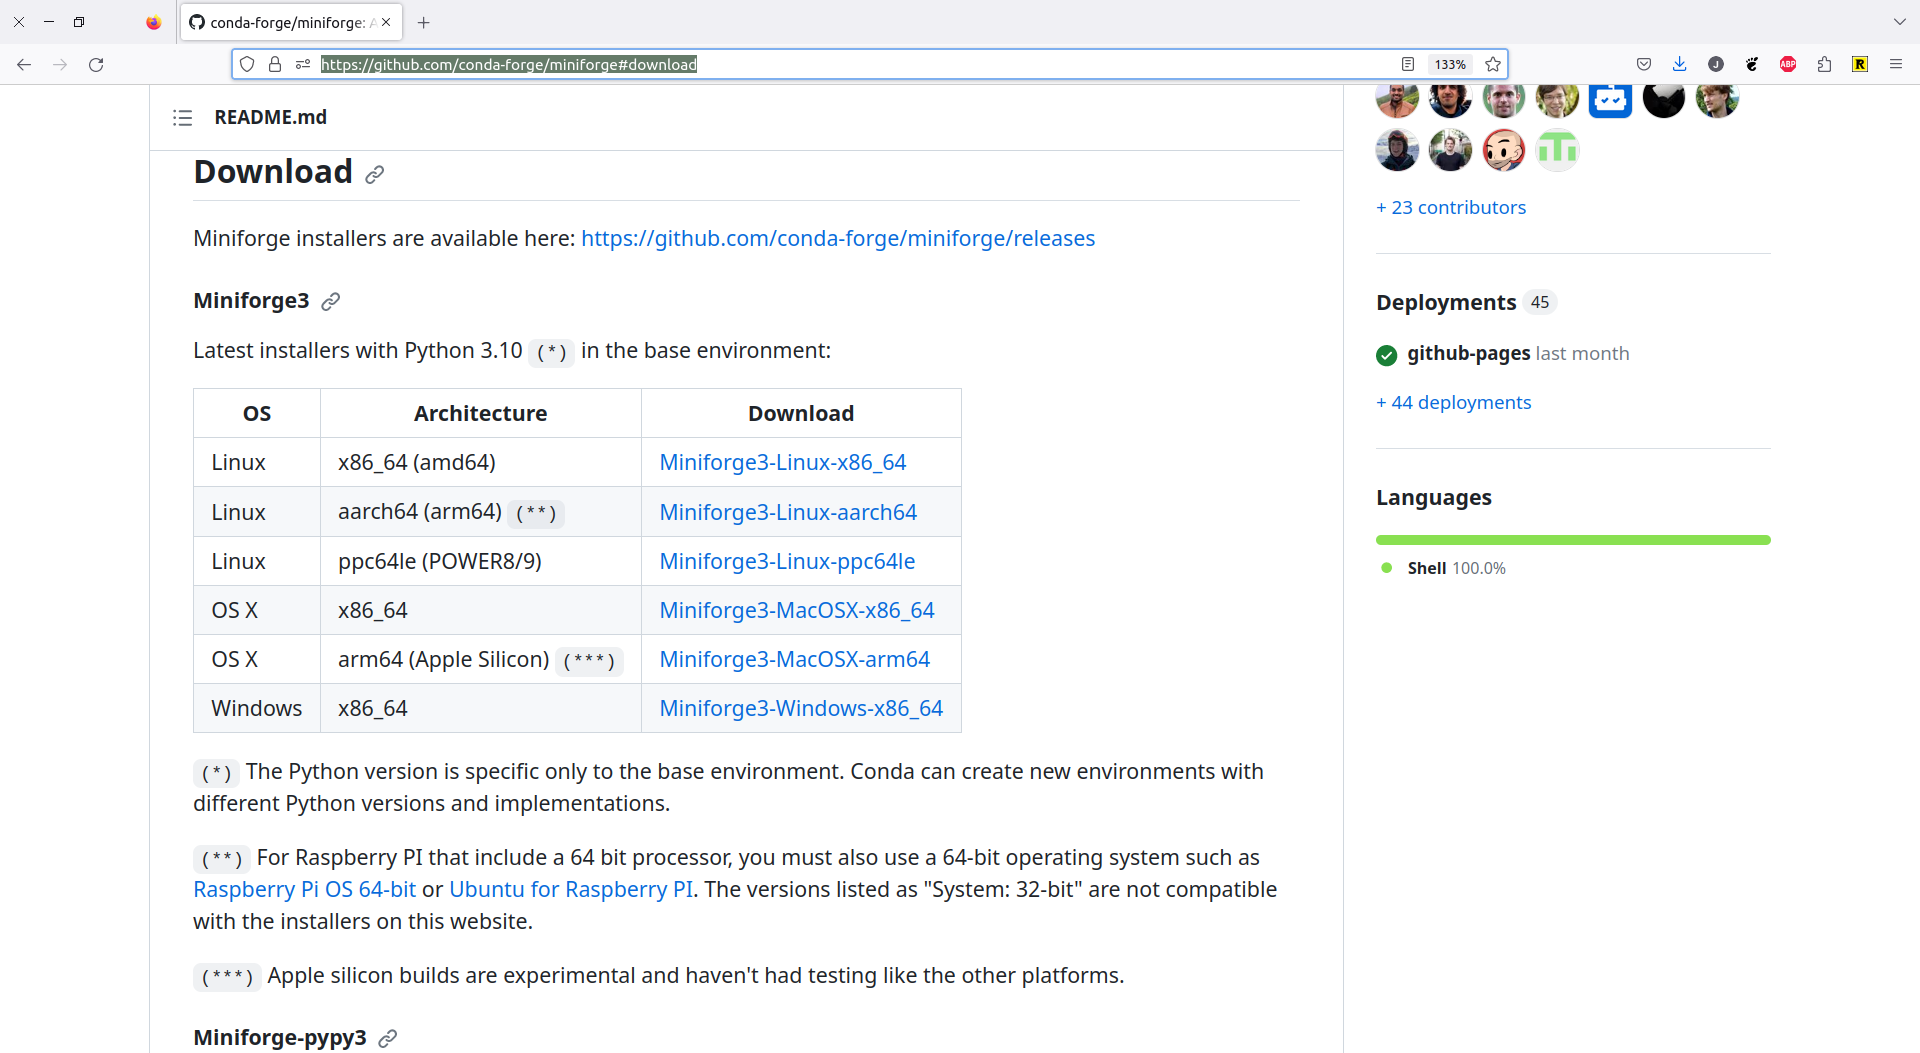 conda-forge/miniforge: A
https://github.com/conda-forge/miniforge#download
133%
J
ABP
R
README.md
Download
Miniforge installers are available here: https://github.com/conda-forge/miniforge/releases
Miniforge3
Latest installers with Python 3.10 (*) in the base environment:
OS Architecture Download
Linux x86_64 (amd64) Miniforge3-Linux-x86_64
Linux aarch64 (arm64) (**) Miniforge3-Linux-aarch64
Linux ppc64le (POWER8/9) Miniforge3-Linux-ppc64le
OS X x86_64 Miniforge3-MacOSX-x86_64
OS X arm64 (Apple Silicon) (***) Miniforge3-MacOSX-arm64
Windows x86_64 Miniforge3-Windows-x86_64
(*) The Python version is specific only to the base environment. Conda can create new environments with
different Python versions and implementations.
(**) For Raspberry PI that include a 64 bit processor, you must also use a 64-bit operating system such as
Raspberry Pi OS 64-bit or Ubuntu for Raspberry PI. The versions listed as "System: 32-bit" are not compatible
with the installers on this website.
(***) Apple silicon builds are experimental and haven't had testing like the other platforms.
Miniforge-pypy3
+ 23 contributors
Deployments 45
github-pages last month
+ 44 deployments
Languages
Shell 100.0%